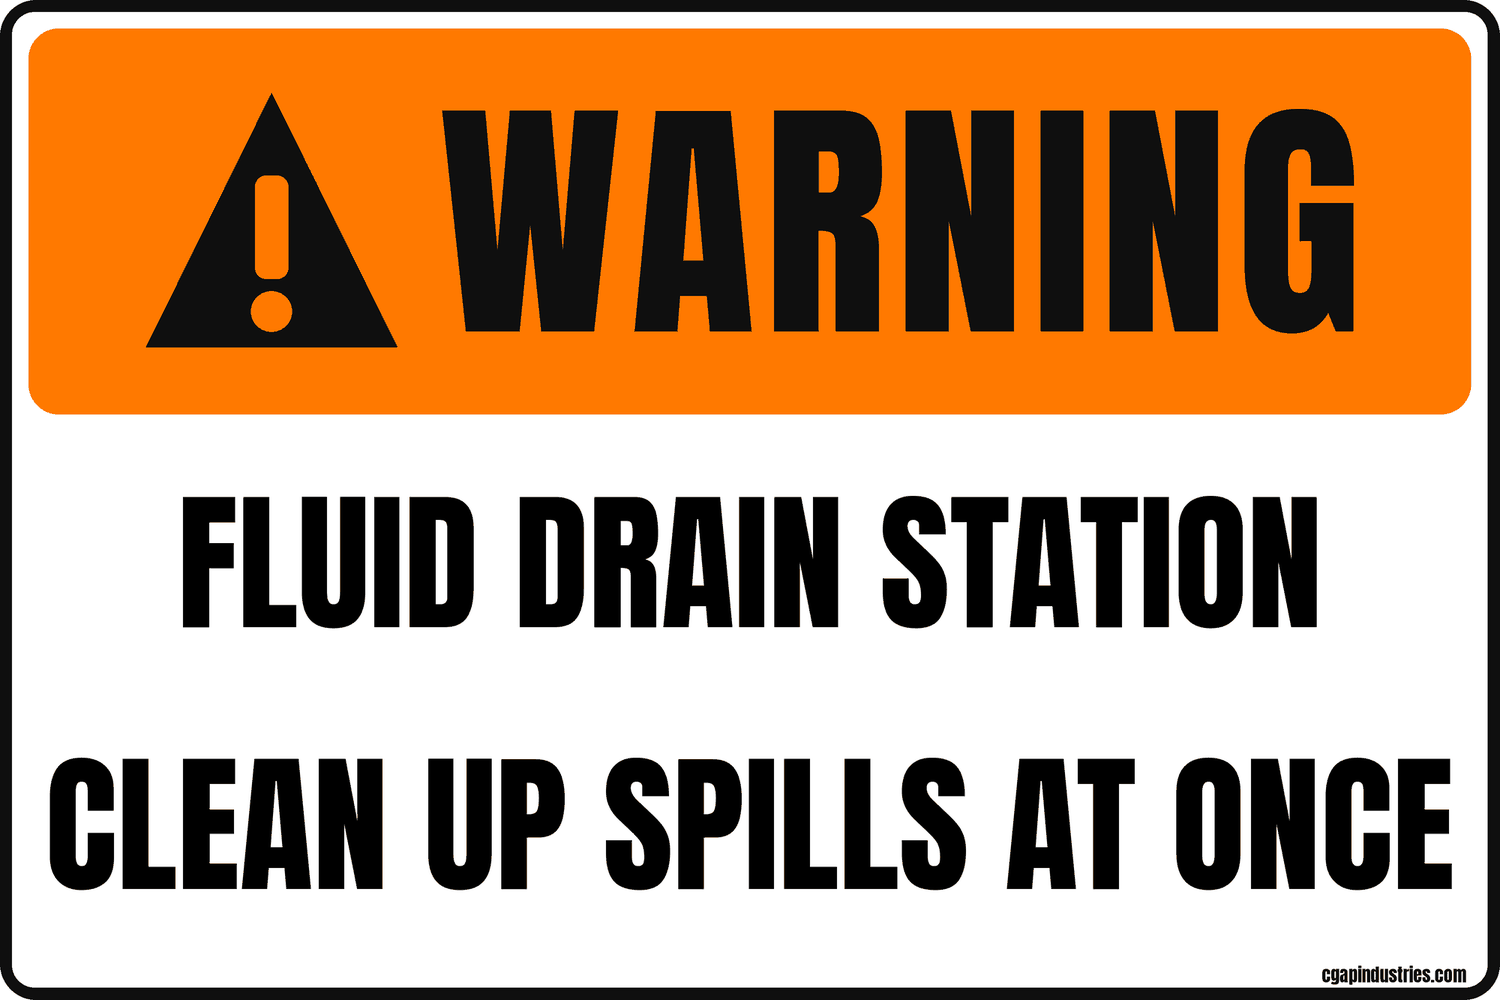 WARNING
FLUID DRAIN STATION
CLEAN UP SPILLS AT ONCE
cgapindustries.com